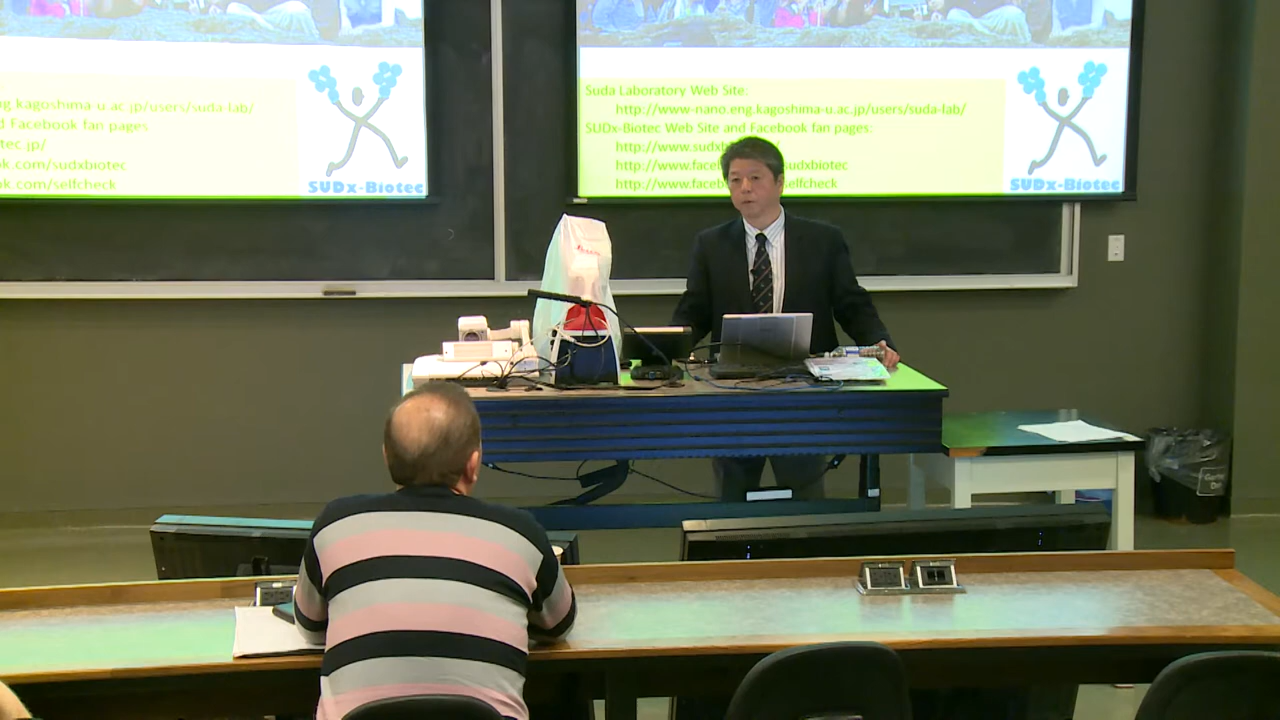 ng.kagoshima-u.ac.jp/users/suda-lab/
d Facebook fan pages
tec.jp/
ok.com/sudxbiotec
ok.com/selfcheck
SUDx-Biotec
Suda Laboratory Web Site:
http://www-nano.eng.kagoshima-u.ac.jp/users/suda-lab/
SUDx-Biotec Web Site and Facebook fan pages:
http://www.sudxb
http://www.faceb sudxbiotec
http://www.faceb selfcheck
SUDx-Biotec